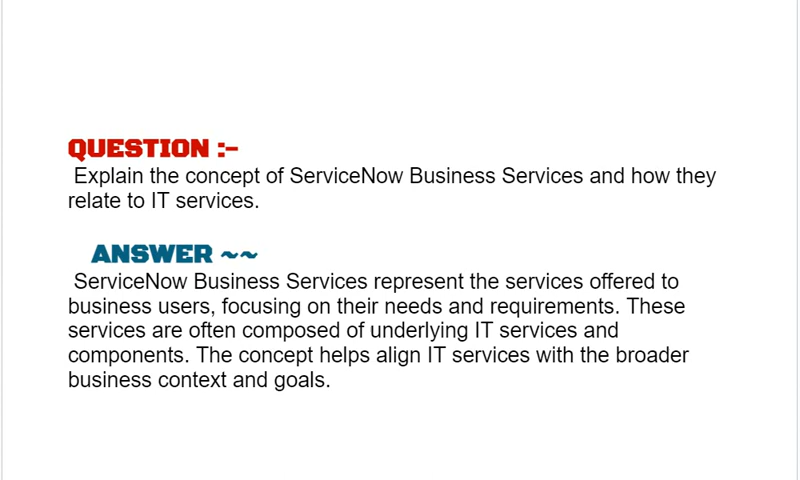 QUESTION :-
Explain the concept of ServiceNow Business Services and how they
relate to IT services.
ANSWER ~~
ServiceNow Business Services represent the services offered to
business users, focusing on their needs and requirements. These
services are often composed of underlying IT services and
components. The concept helps align IT services with the broader
business context and goals.